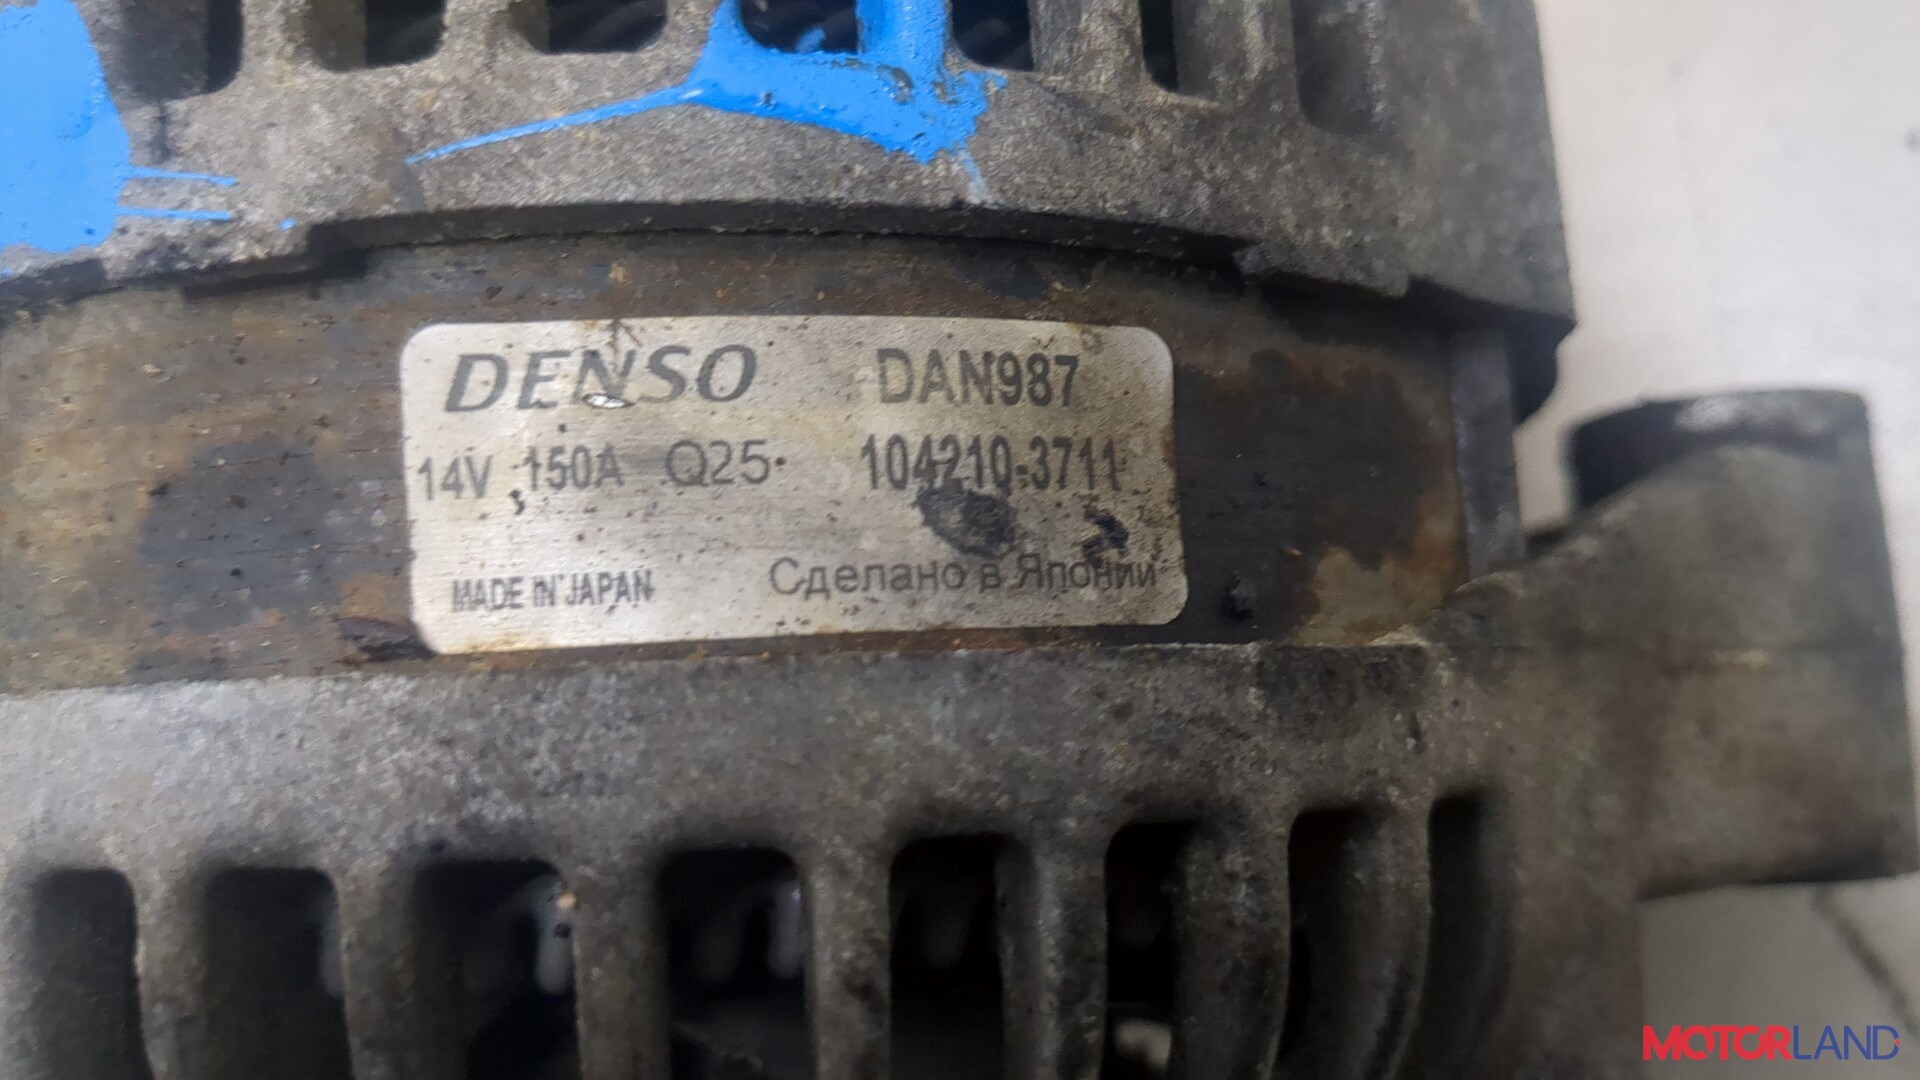 DENSO DAN987
14V 150A Q25 104210-3711
MADE IN JAPAN Сделано в Японии
MOTORLAND